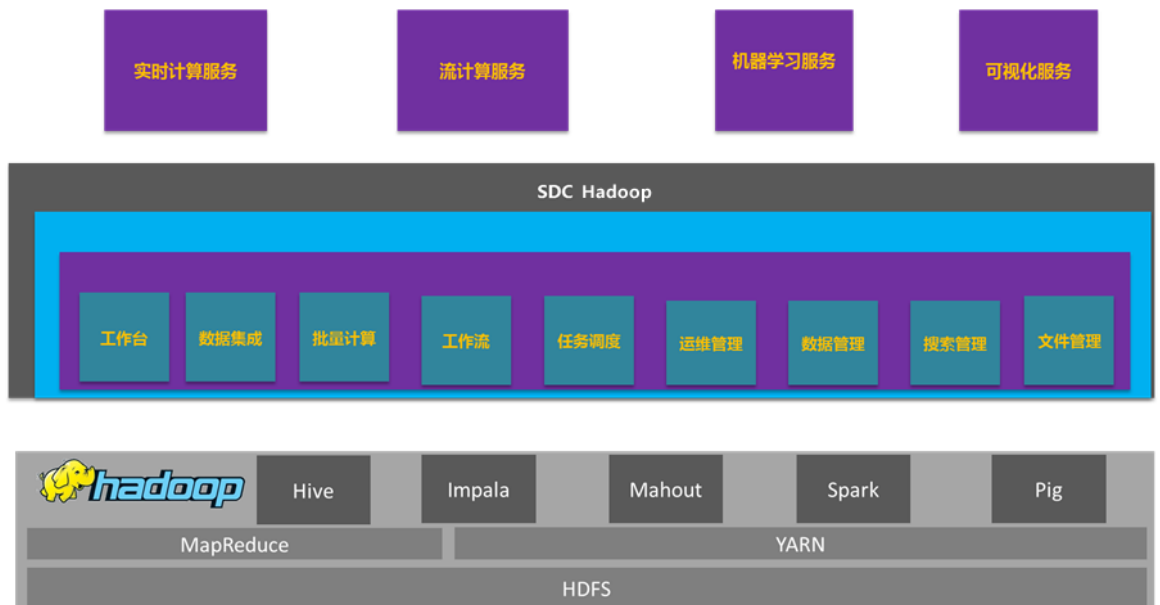 实时计算服务
流计算服务
机器学习服务
可视化服务
SDC Hadoop
工作台
数据集成
批量计算
工作流
任务调度
运维管理
数据管理
搜索管理
文件管理
hadoop
Hive
Impala
Mahout
Spark
Pig
MapReduce
YARN
HDFS